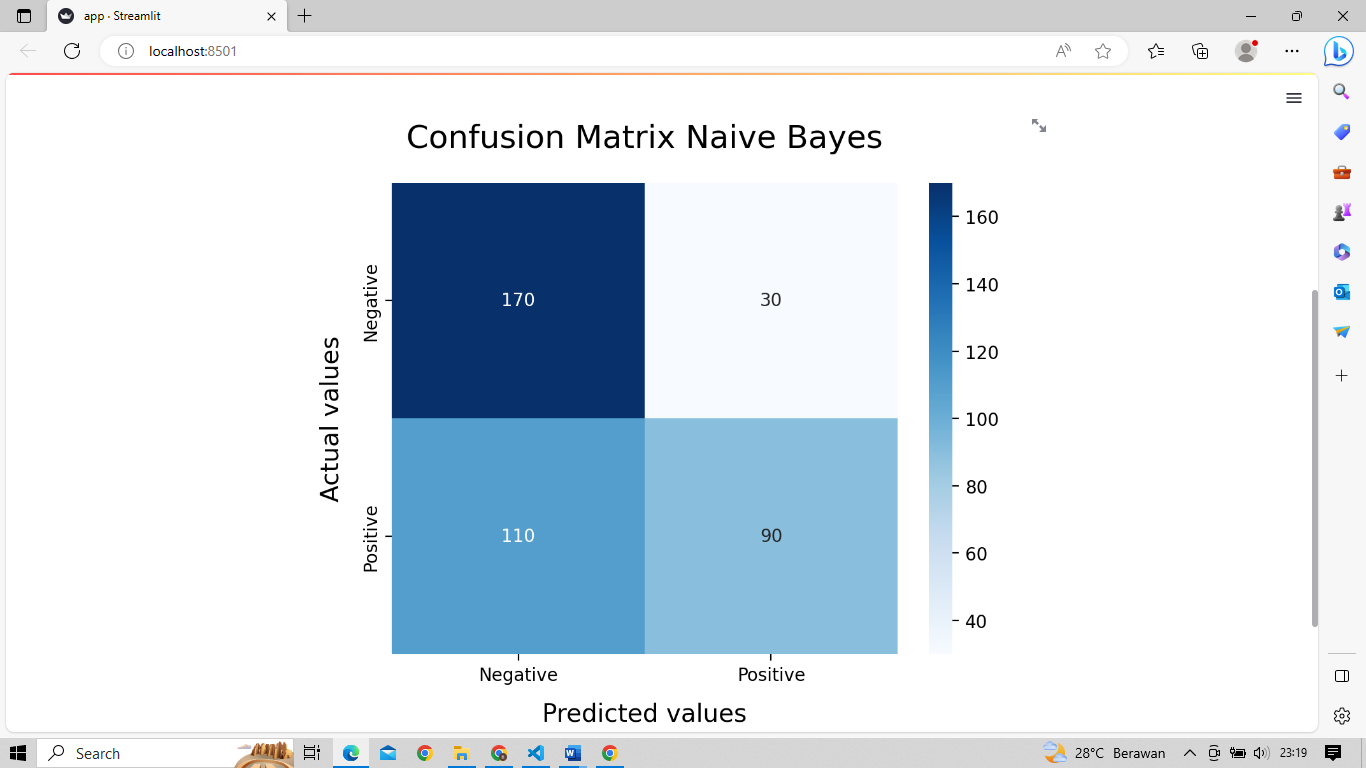 app · Streamlit
localhost:8501
Confusion Matrix Naive Bayes
Actual values
Negative
Positive
170
30
110
90
160
140
120
100
80
60
40
Negative
Positive
Predicted values
Search
28°C Berawan
23:19